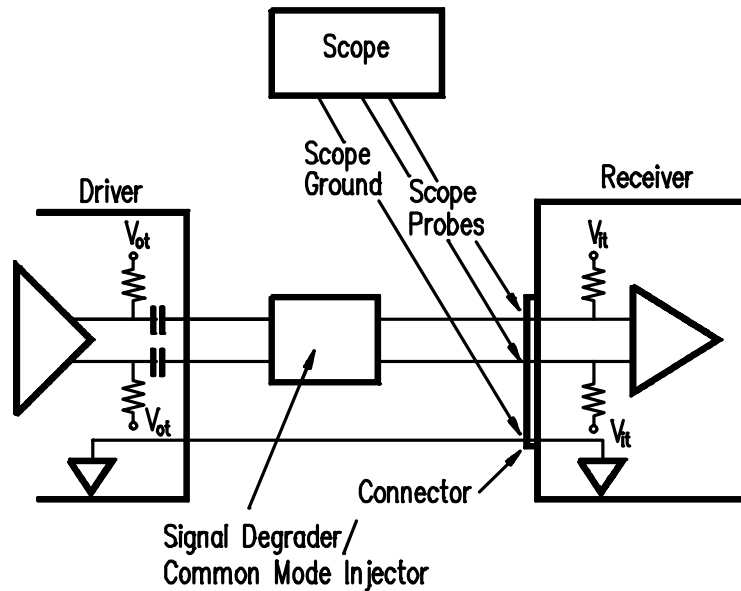 Scope
Scope
Ground
Scope
Probes
Driver
Receiver
Vot
Vit
Vot
Vit
Connector
Signal Degrader/
Common Mode Injector